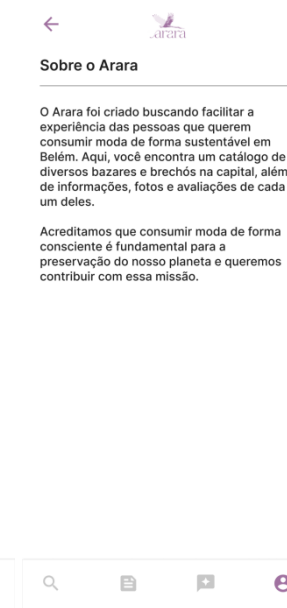 arara
Sobre o Arara
O Arara foi criado buscando facilitar a
experiência das pessoas que querem
consumir moda de forma sustentável em
Belém. Aqui, você encontra um catálogo de
diversos bazares e brechós na capital, além
de informações, fotos e avaliações de cada
um deles.
Acreditamos que consumir moda de forma
consciente é fundamental para a
preservação do nosso planeta e queremos
contribuir com essa missão.